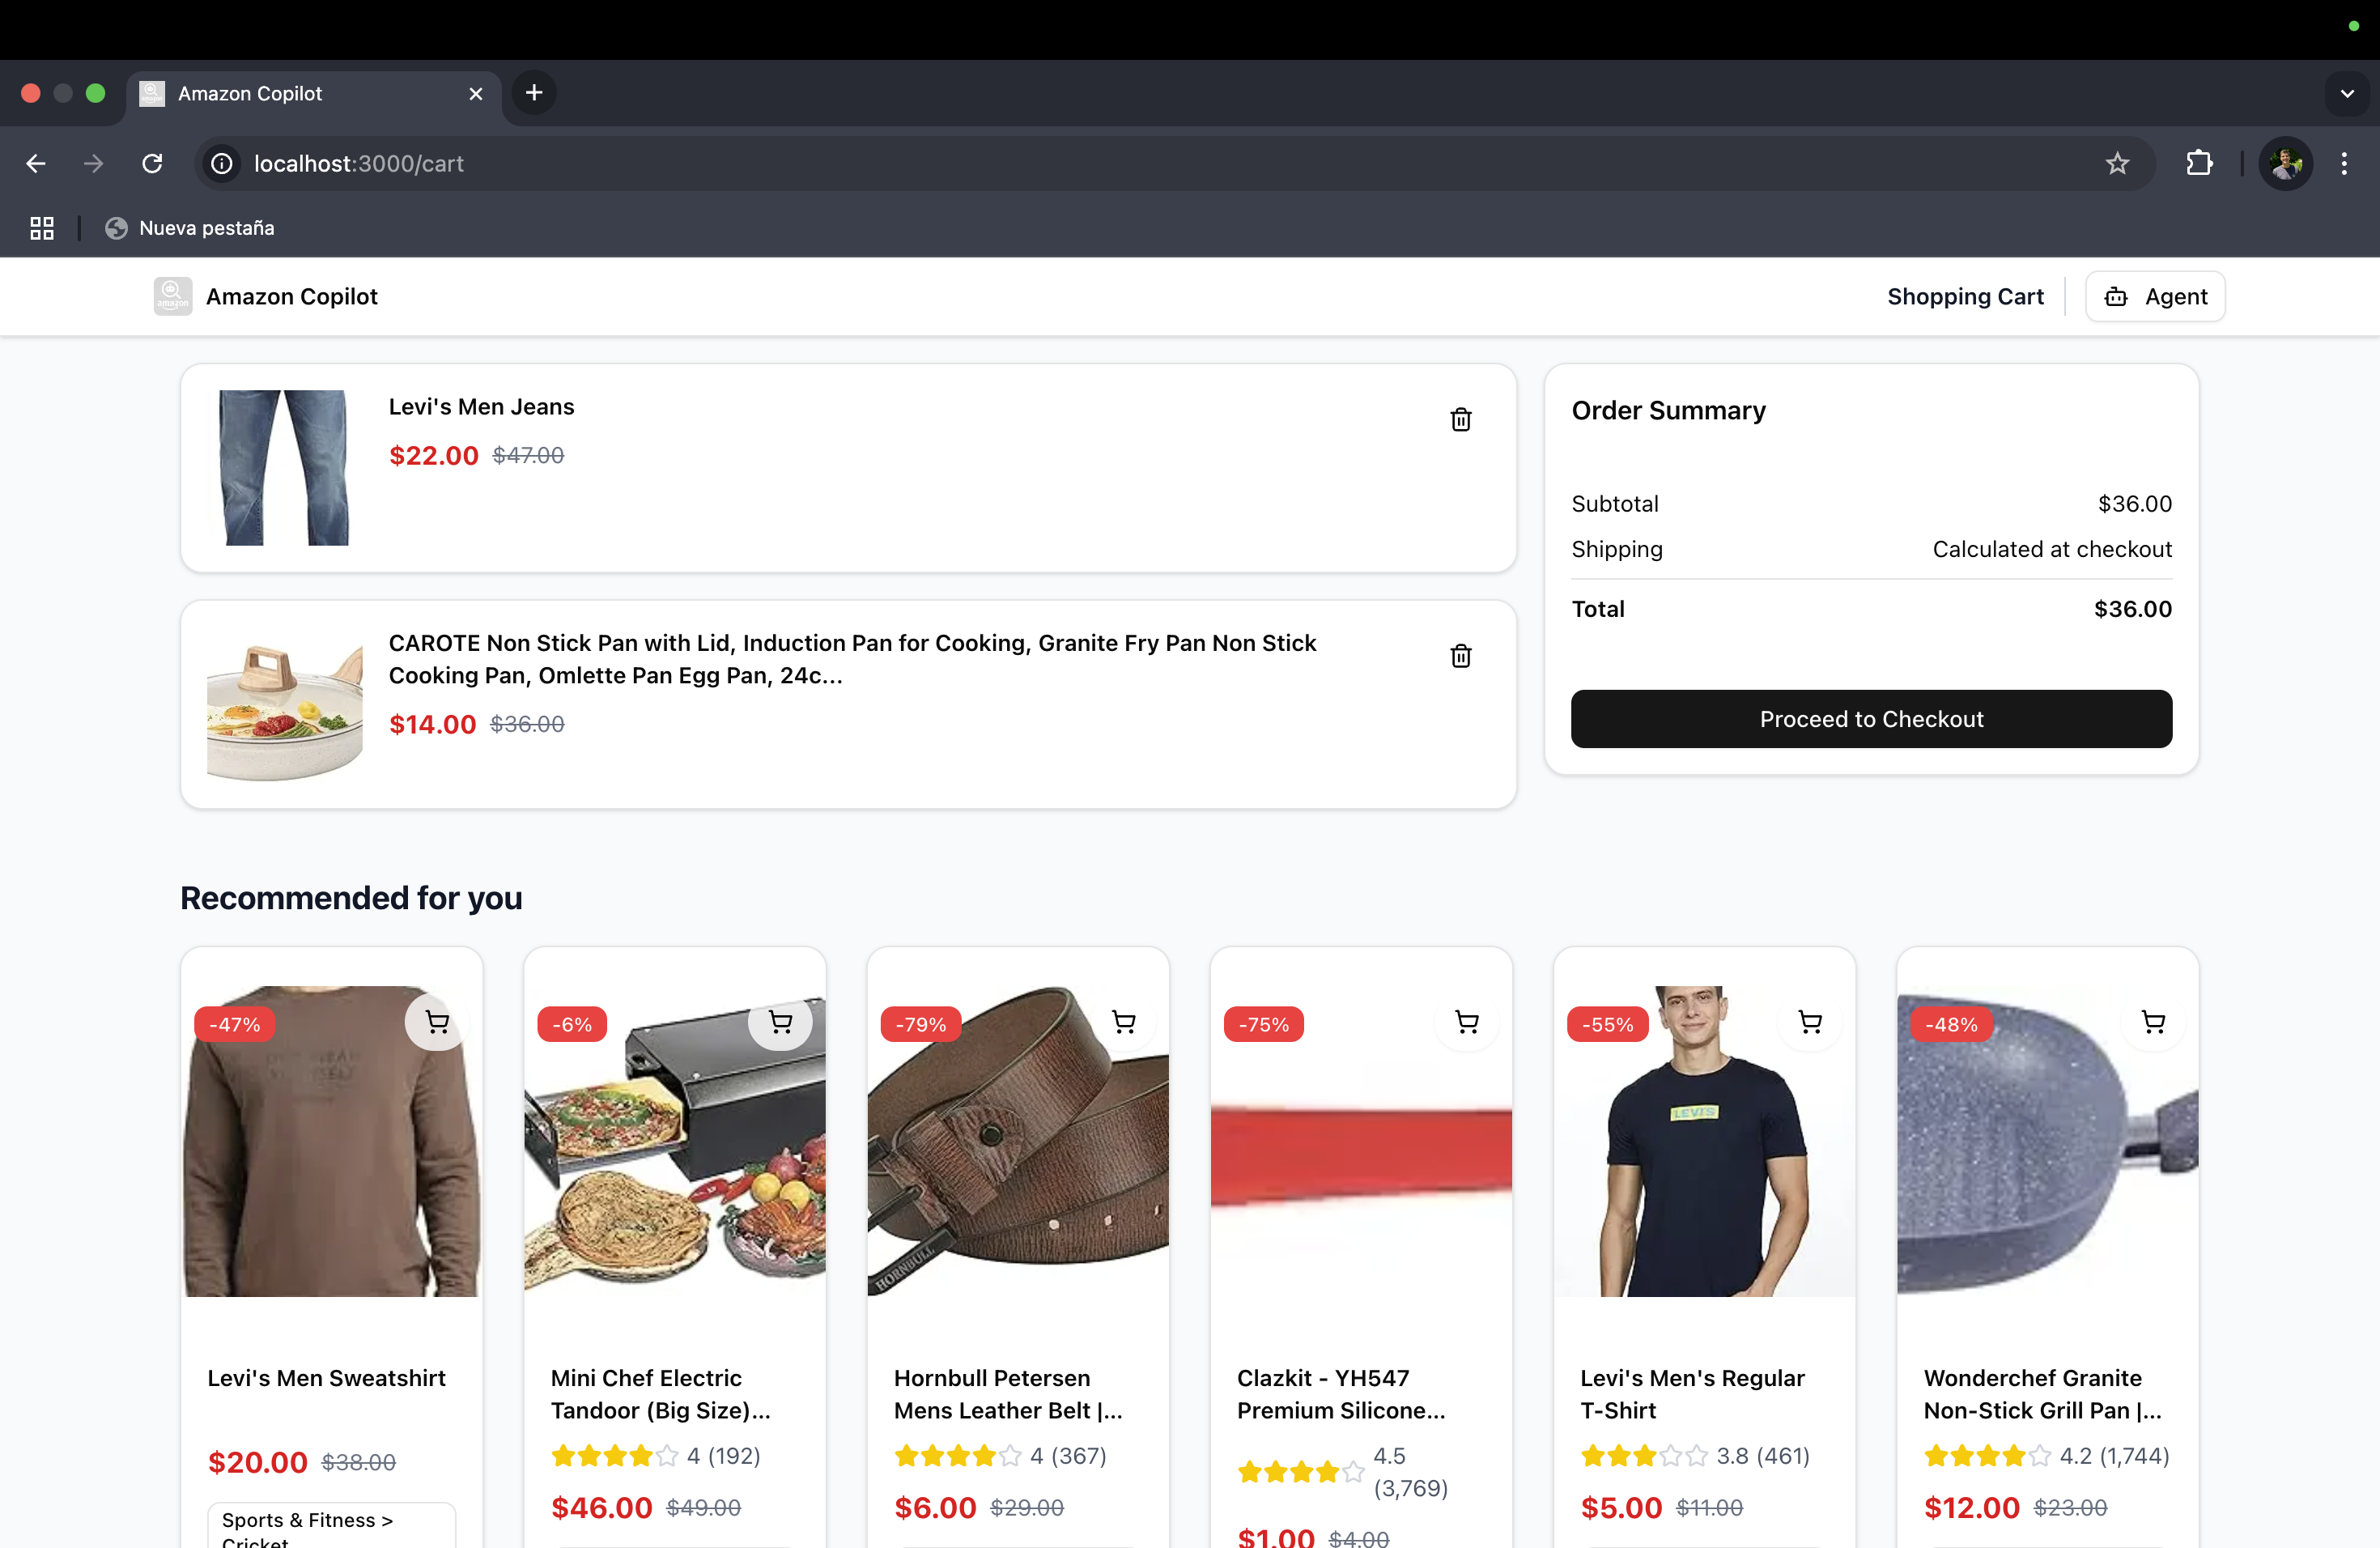 Amazon Copilot
localhost:3000/cart
Nueva pestaña
amazon
Amazon Copilot
Shopping Cart
Agent
Levi's Men Jeans
$22.00 $47.00
CAROTE Non Stick Pan with Lid, Induction Pan for Cooking, Granite Fry Pan Non Stick
Cooking Pan, Omlette Pan Egg Pan, 24c...
$14.00 $36.00
Order Summary
Subtotal $36.00
Shipping Calculated at checkout
Total $36.00
Proceed to Checkout
Recommended for you
-47%
Levi's Men Sweatshirt
$20.00 $38.00
Sports & Fitness >
Cricket
-6%
Mini Chef Electric
Tandoor (Big Size)...
4 (192)
$46.00 $49.00
-79%
HORNBULL
Hornbull Petersen
Mens Leather Belt |...
4 (367)
$6.00 $29.00
-75%
Clazkit - YH547
Premium Silicone...
4.5
(3,769)
$1.00 $4.00
-55%
LEVI'S
Levi's Men's Regular
T-Shirt
3.8 (461)
$5.00 $11.00
-48%
Wonderchef Granite
Non-Stick Grill Pan |...
4.2 (1,744)
$12.00 $23.00